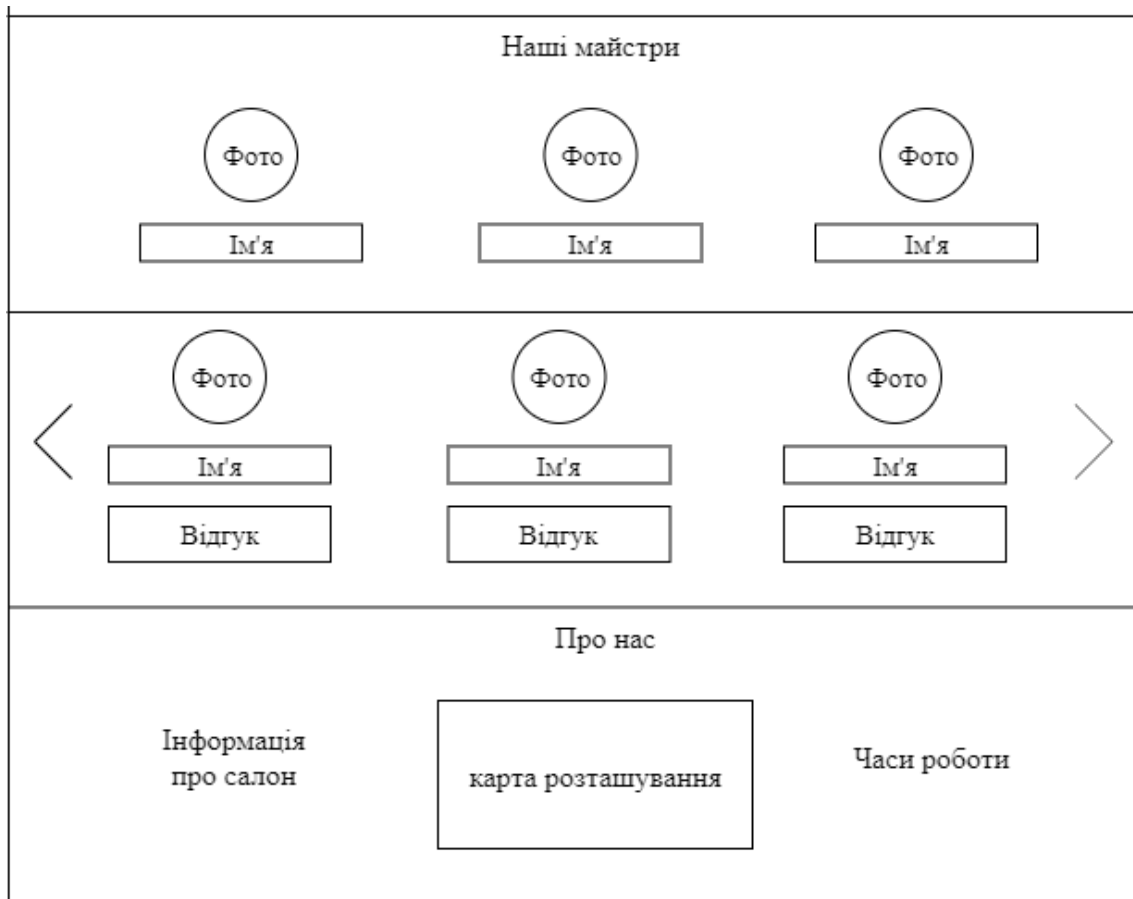 Наші майстри
Фото
Фото
Фото
Ім'я
Ім'я
Ім'я
Фото
Фото
Фото
Ім'я
Ім'я
Ім'я
Відгук
Відгук
Відгук
Про нас
Інформація
про салон
карта розташування
Часи роботи